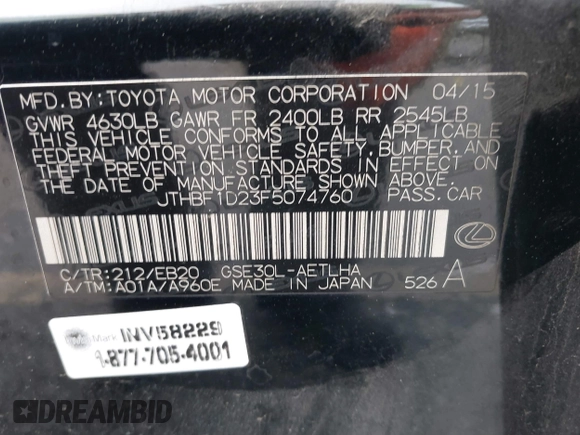 MFD.BY:TOYOTA MOTOR CORPORATION 04/15
GVWR 4630LB GAWR FR 2400LB RR 2545LB
THIS VEHICLE CONFORMS TO ALL APPLICABLE
FEDERAL MOTOR VEHICLE SAFETY, BUMPER, AND
THEFT PREVENTION STANDARDS IN EFFECT ON
THE DATE OF MANUFACTURE SHOWN ABOVE.
JTHBF1D23F5074760 PASS.CAR
C/TR:212/EB20 GSE30L-AETLHA
A/TM:A01A/A960E MADE IN JAPAN 526 A
Mark INV58229
1-877-705-4001
DREAMBID